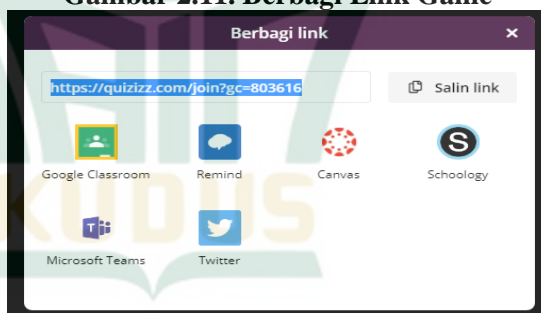 Gambar 2.11. Berbagi Link Game
Berbagi link ×
https://quizizz.com/join?gc=803616 Salin link
Google Classroom Remind Canvas Schoology
Microsoft Teams Twitter
KUDUS